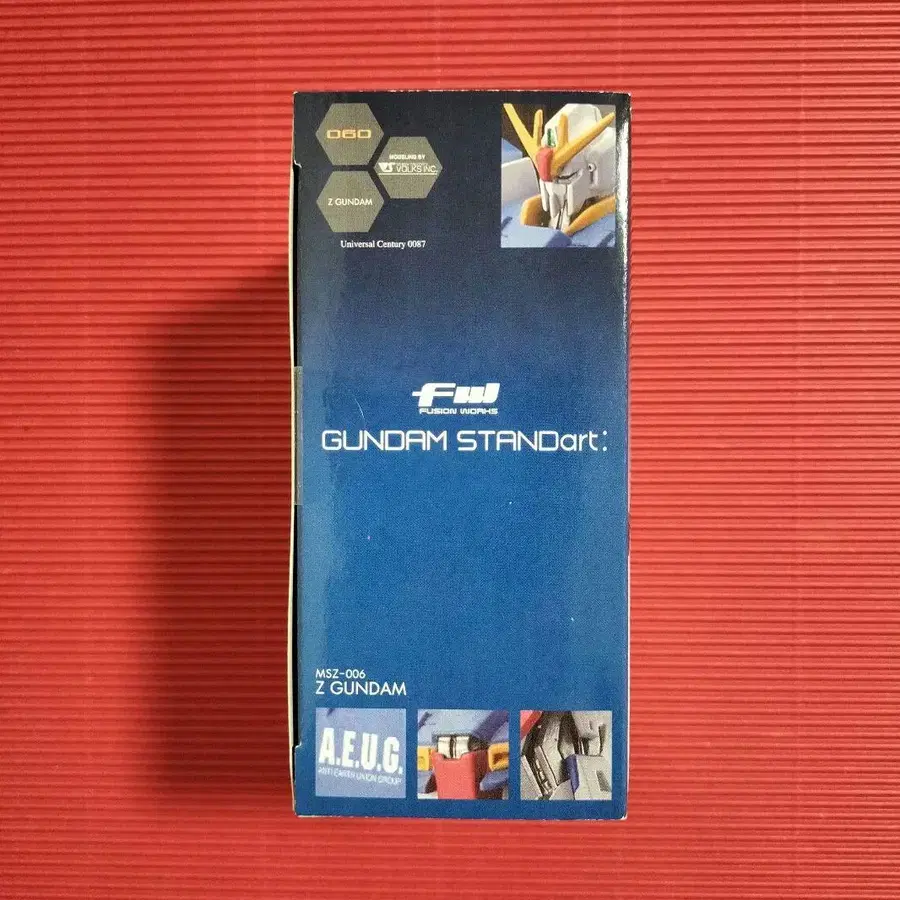 060
MODELING BY
VS VOLKS INC.
Z GUNDAM
Universal Century 0087
FW
FUSION WORKS
GUNDAM STANDart:
MSZ-006
Z GUNDAM
A.E.U.G.
ANTI EARTH UNION GROUP